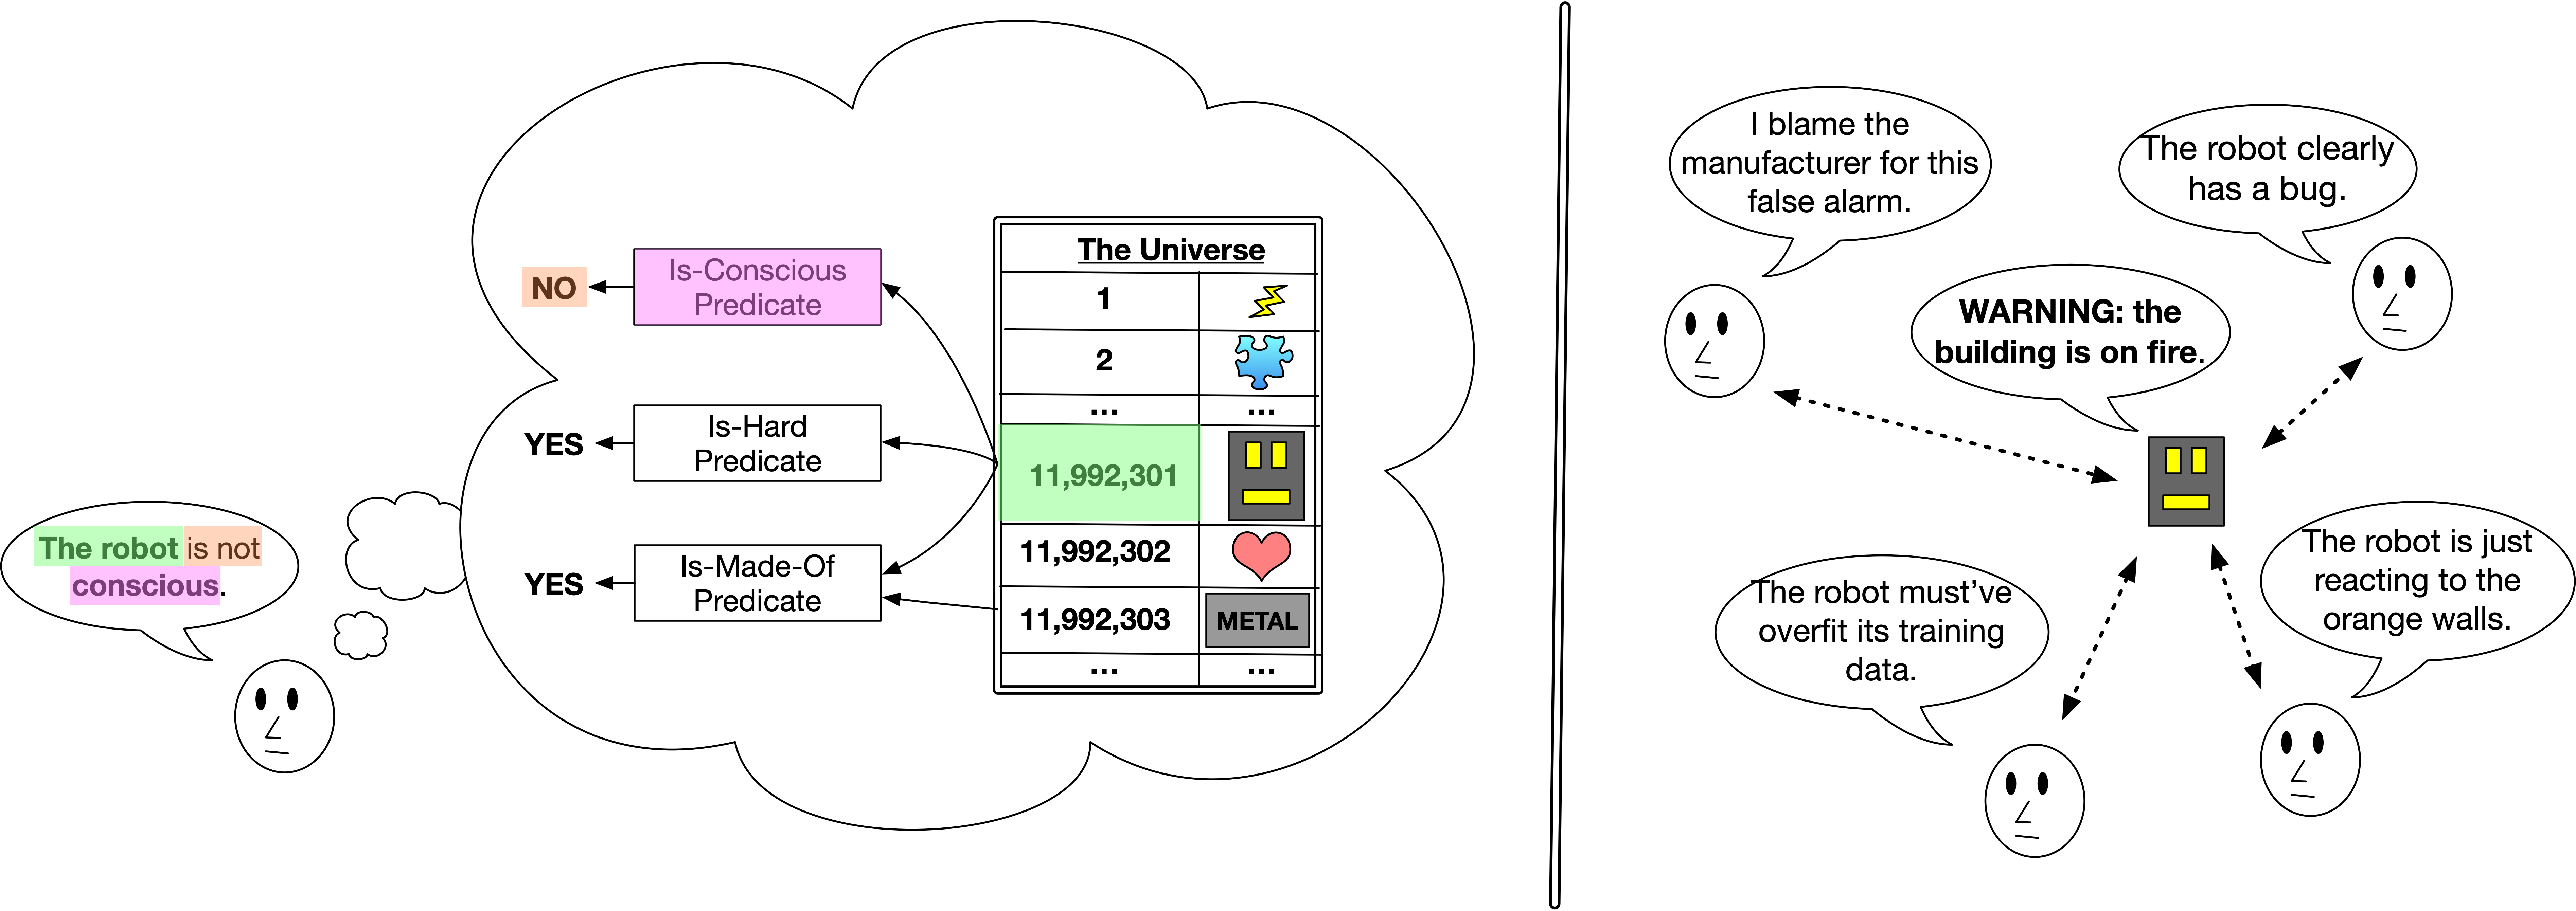 The robot is not
conscious.
NO
Is-Conscious
Predicate
YES
Is-Hard
Predicate
YES
Is-Made-Of
Predicate
The Universe
1
2
... ...
11,992,301
11,992,302
11,992,303 METAL
... ...
I blame the
manufacturer for this
false alarm.
The robot clearly
has a bug.
WARNING: the
building is on fire.
The robot must’ve
overfit its training
data.
The robot is just
reacting to the
orange walls.